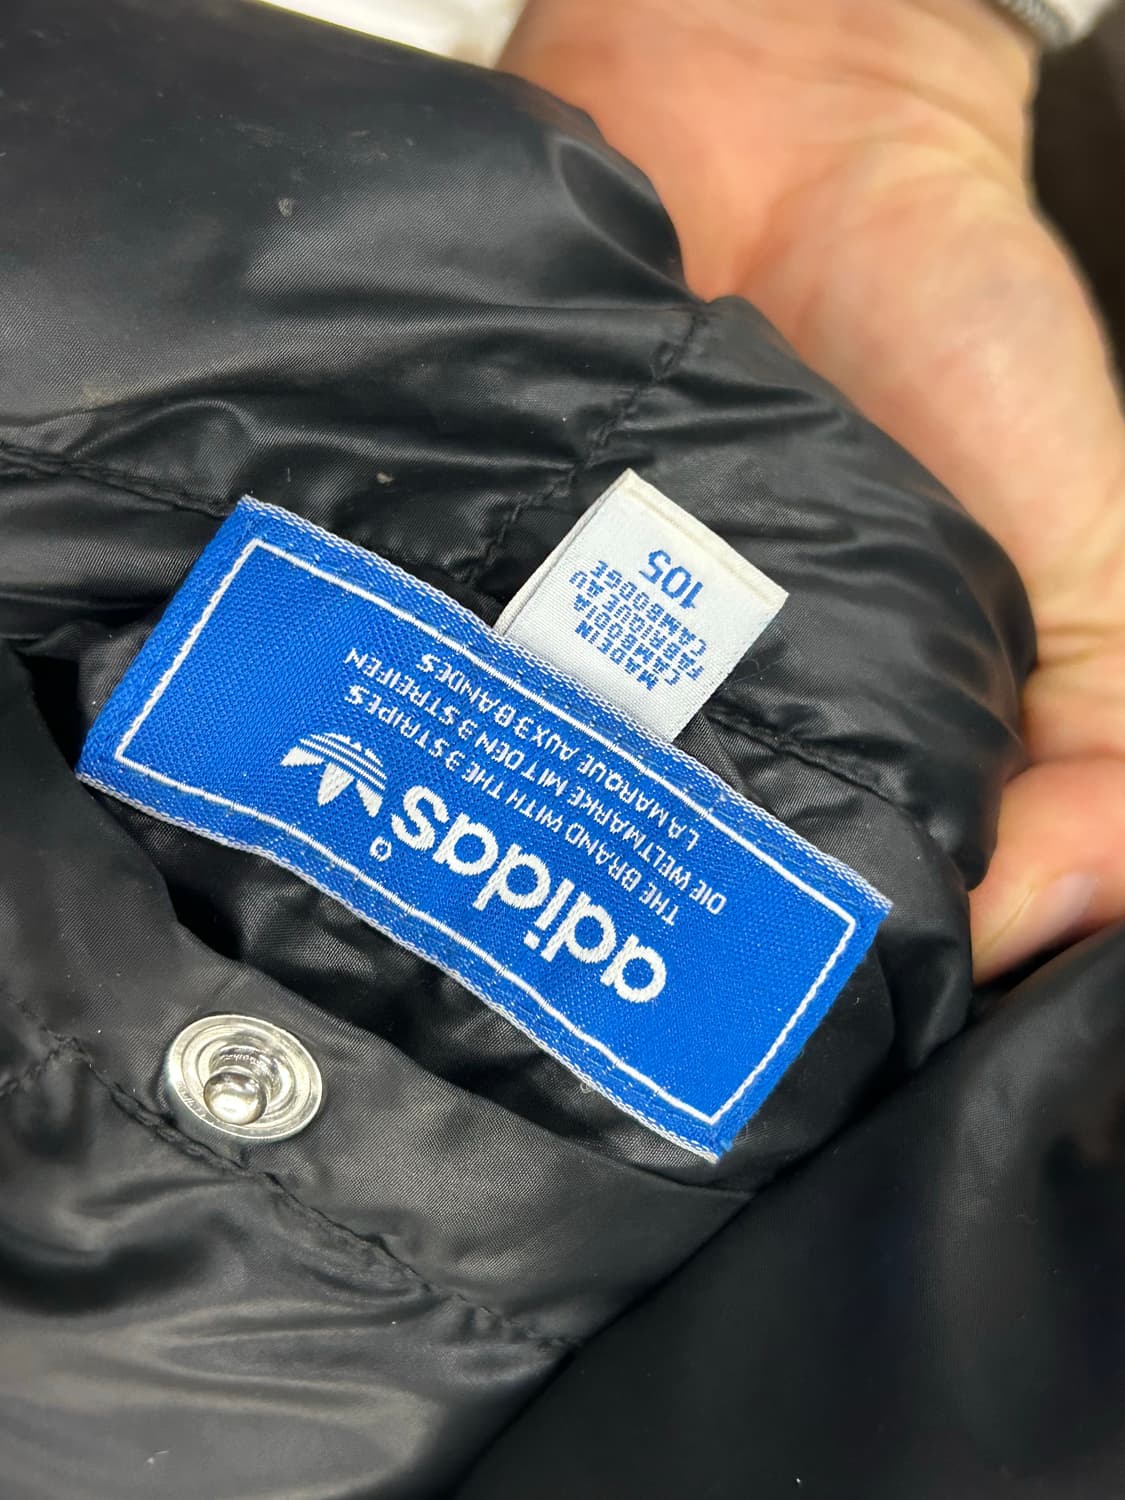 adidas
THE BRAND WITH THE 3 STRIPES
DIE WELTMARKE MIT DEN 3 STREIFEN
LA MARQUE AUX 3 BANDES
MADE IN
CAMBODIA
FABRIQUE AU
CAMBODGE
105